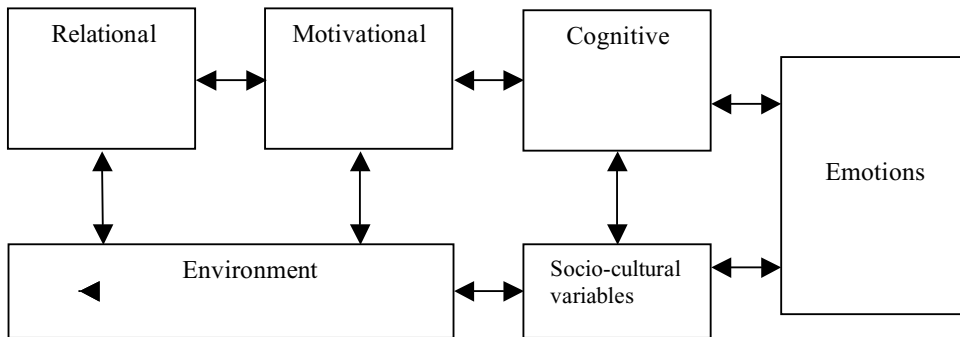 Relational
Motivational
Cognitive
Emotions
Environment
Socio-cultural
variables